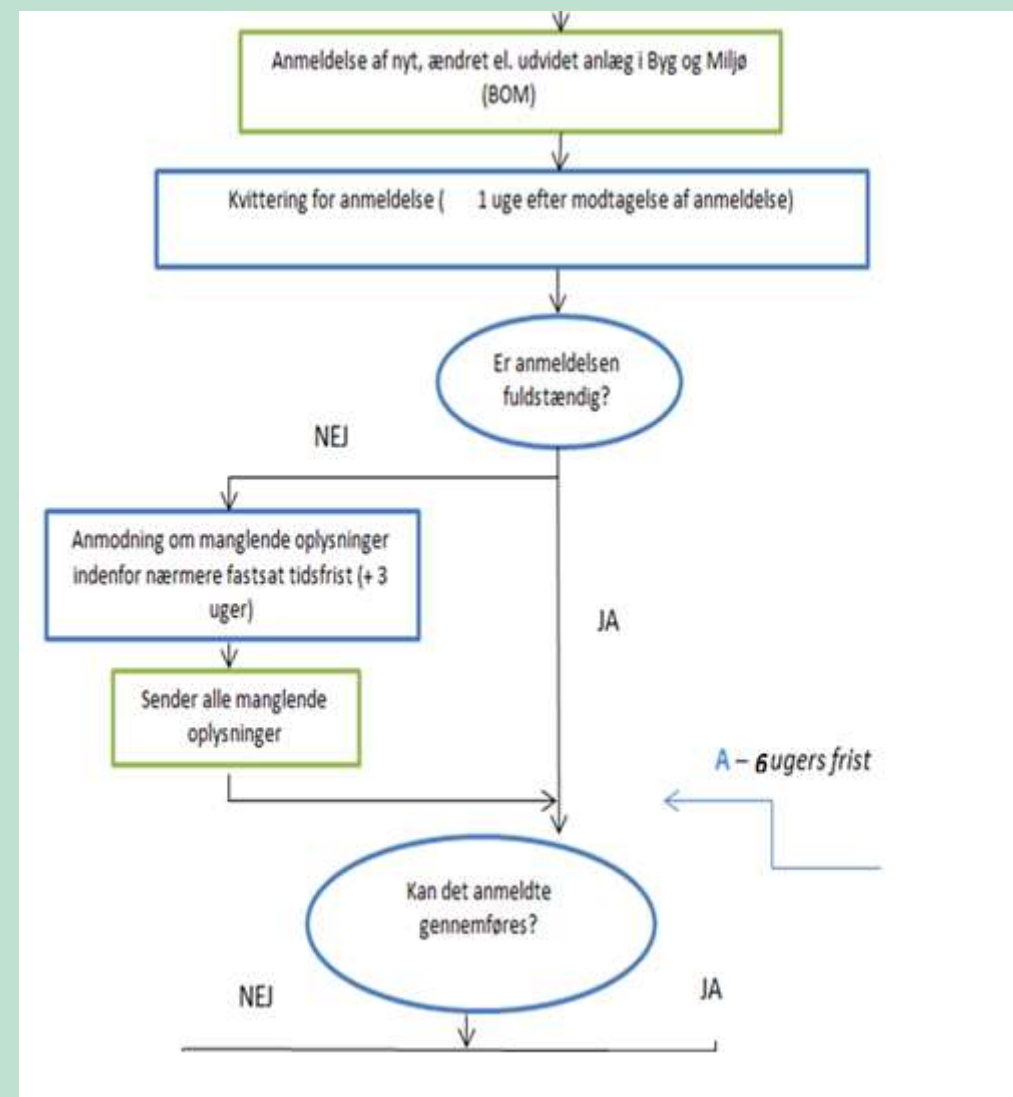 Anmeldelse af nyt, ændret el. udvidet anlæg i Byg og Miljø
(BOM)
Kvittering for anmeldelse ( 1 uge efter modtagelse af anmeldelse)
Er anmeldelsen
fuldstændig?
NEJ
Anmodning om manglende oplysninger
indenfor nærmere fastsat tidsfrist (+ 3
uger)
JA
Sender alle manglende
oplysninger
A – 6 ugers frist
Kan det anmeldte
gennemføres?
NEJ
JA